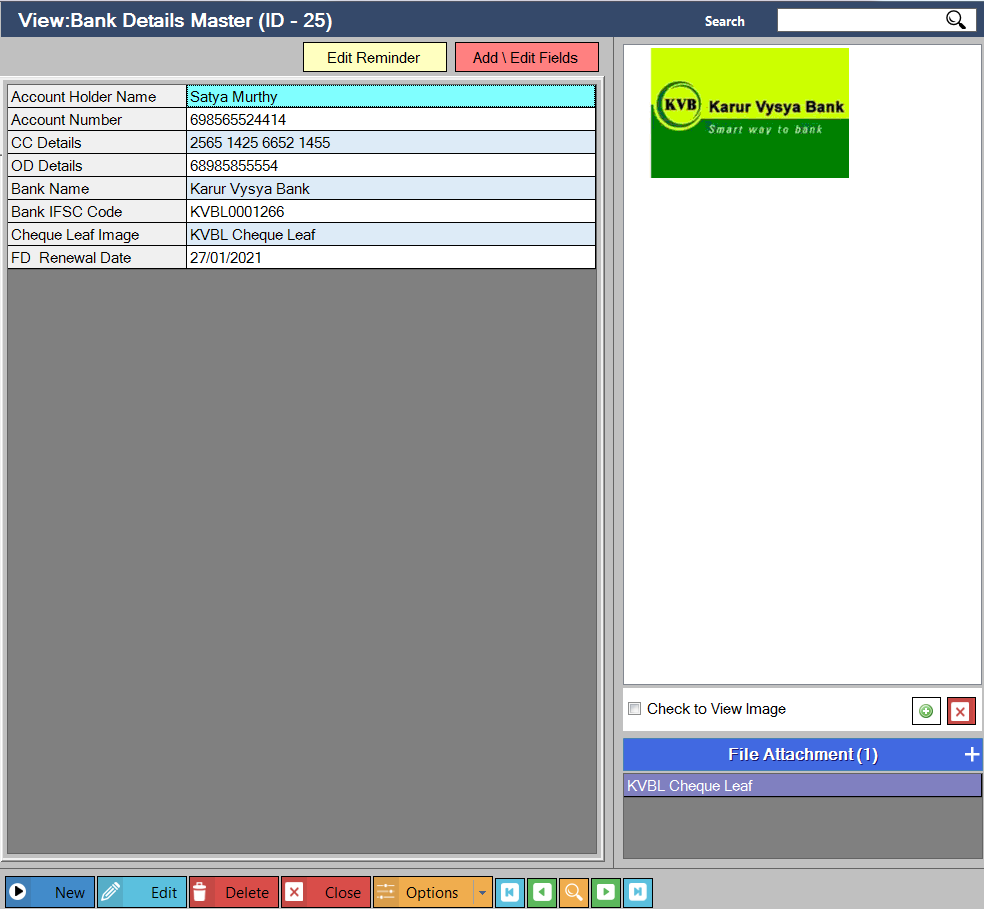 View:Bank Details Master (ID - 25)
Search
Edit Reminder
Add \ Edit Fields
Account Holder Name Satya Murthy
Account Number 698565524414
CC Details 2565 1425 6652 1455
OD Details 68985855554
Bank Name Karur Vysya Bank
Bank IFSC Code KVBL0001266
Cheque Leaf Image KVBL Cheque Leaf
FD  Renewal Date 27/01/2021
KVB Karur Vysya Bank
Smart way to bank
Check to View Image
File Attachment (1) +
KVBL Cheque Leaf
New Edit Delete Close Options